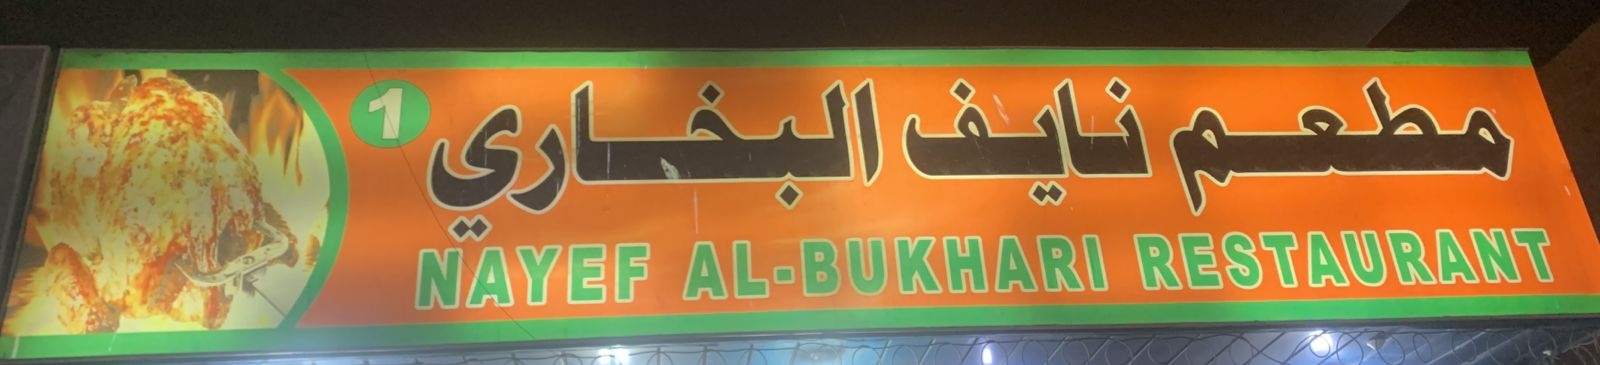 مطعم نايف البخاري 1
NAYEF AL-BUKHARI RESTAURANT